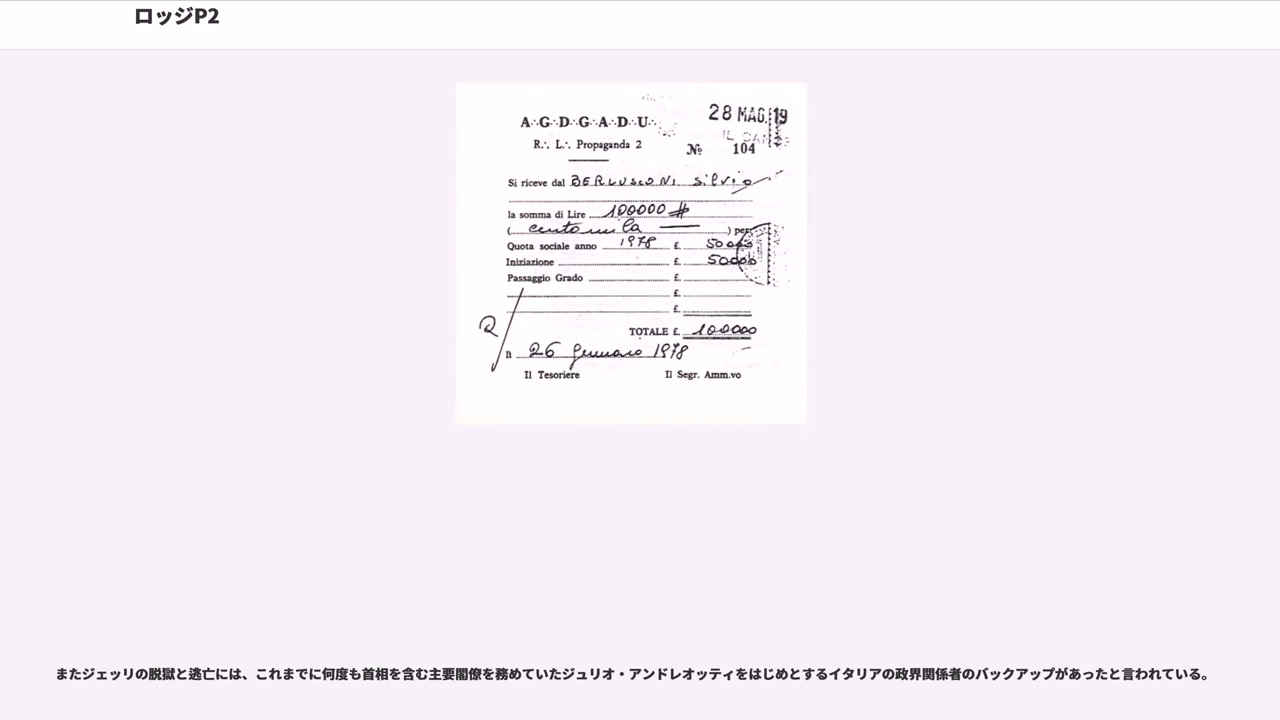 ロッジP2
A∴G∴D∴G∴A∴D∴U∴
28 MAG. 19
R∴ L∴ Propaganda 2
№ 104
Si riceve dal BERLUSCONI Silvio
la somma di Lire 100000 #
( centomila ) per:
Quota sociale anno 1978 £. 50000
Iniziazione £. 50000
Passaggio Grado £.
£.
£.
TOTALE £. 100000
lì 26 gennaio 1978
Il Tesoriere Il Segr. Amm.vo
またジェッリの脱獄と逃亡には、これまでに何度も首相を含む主要閣僚を務めていたジュリオ・アンドレオッティをはじめとするイタリアの政界関係者のバックアップがあったと言われている。